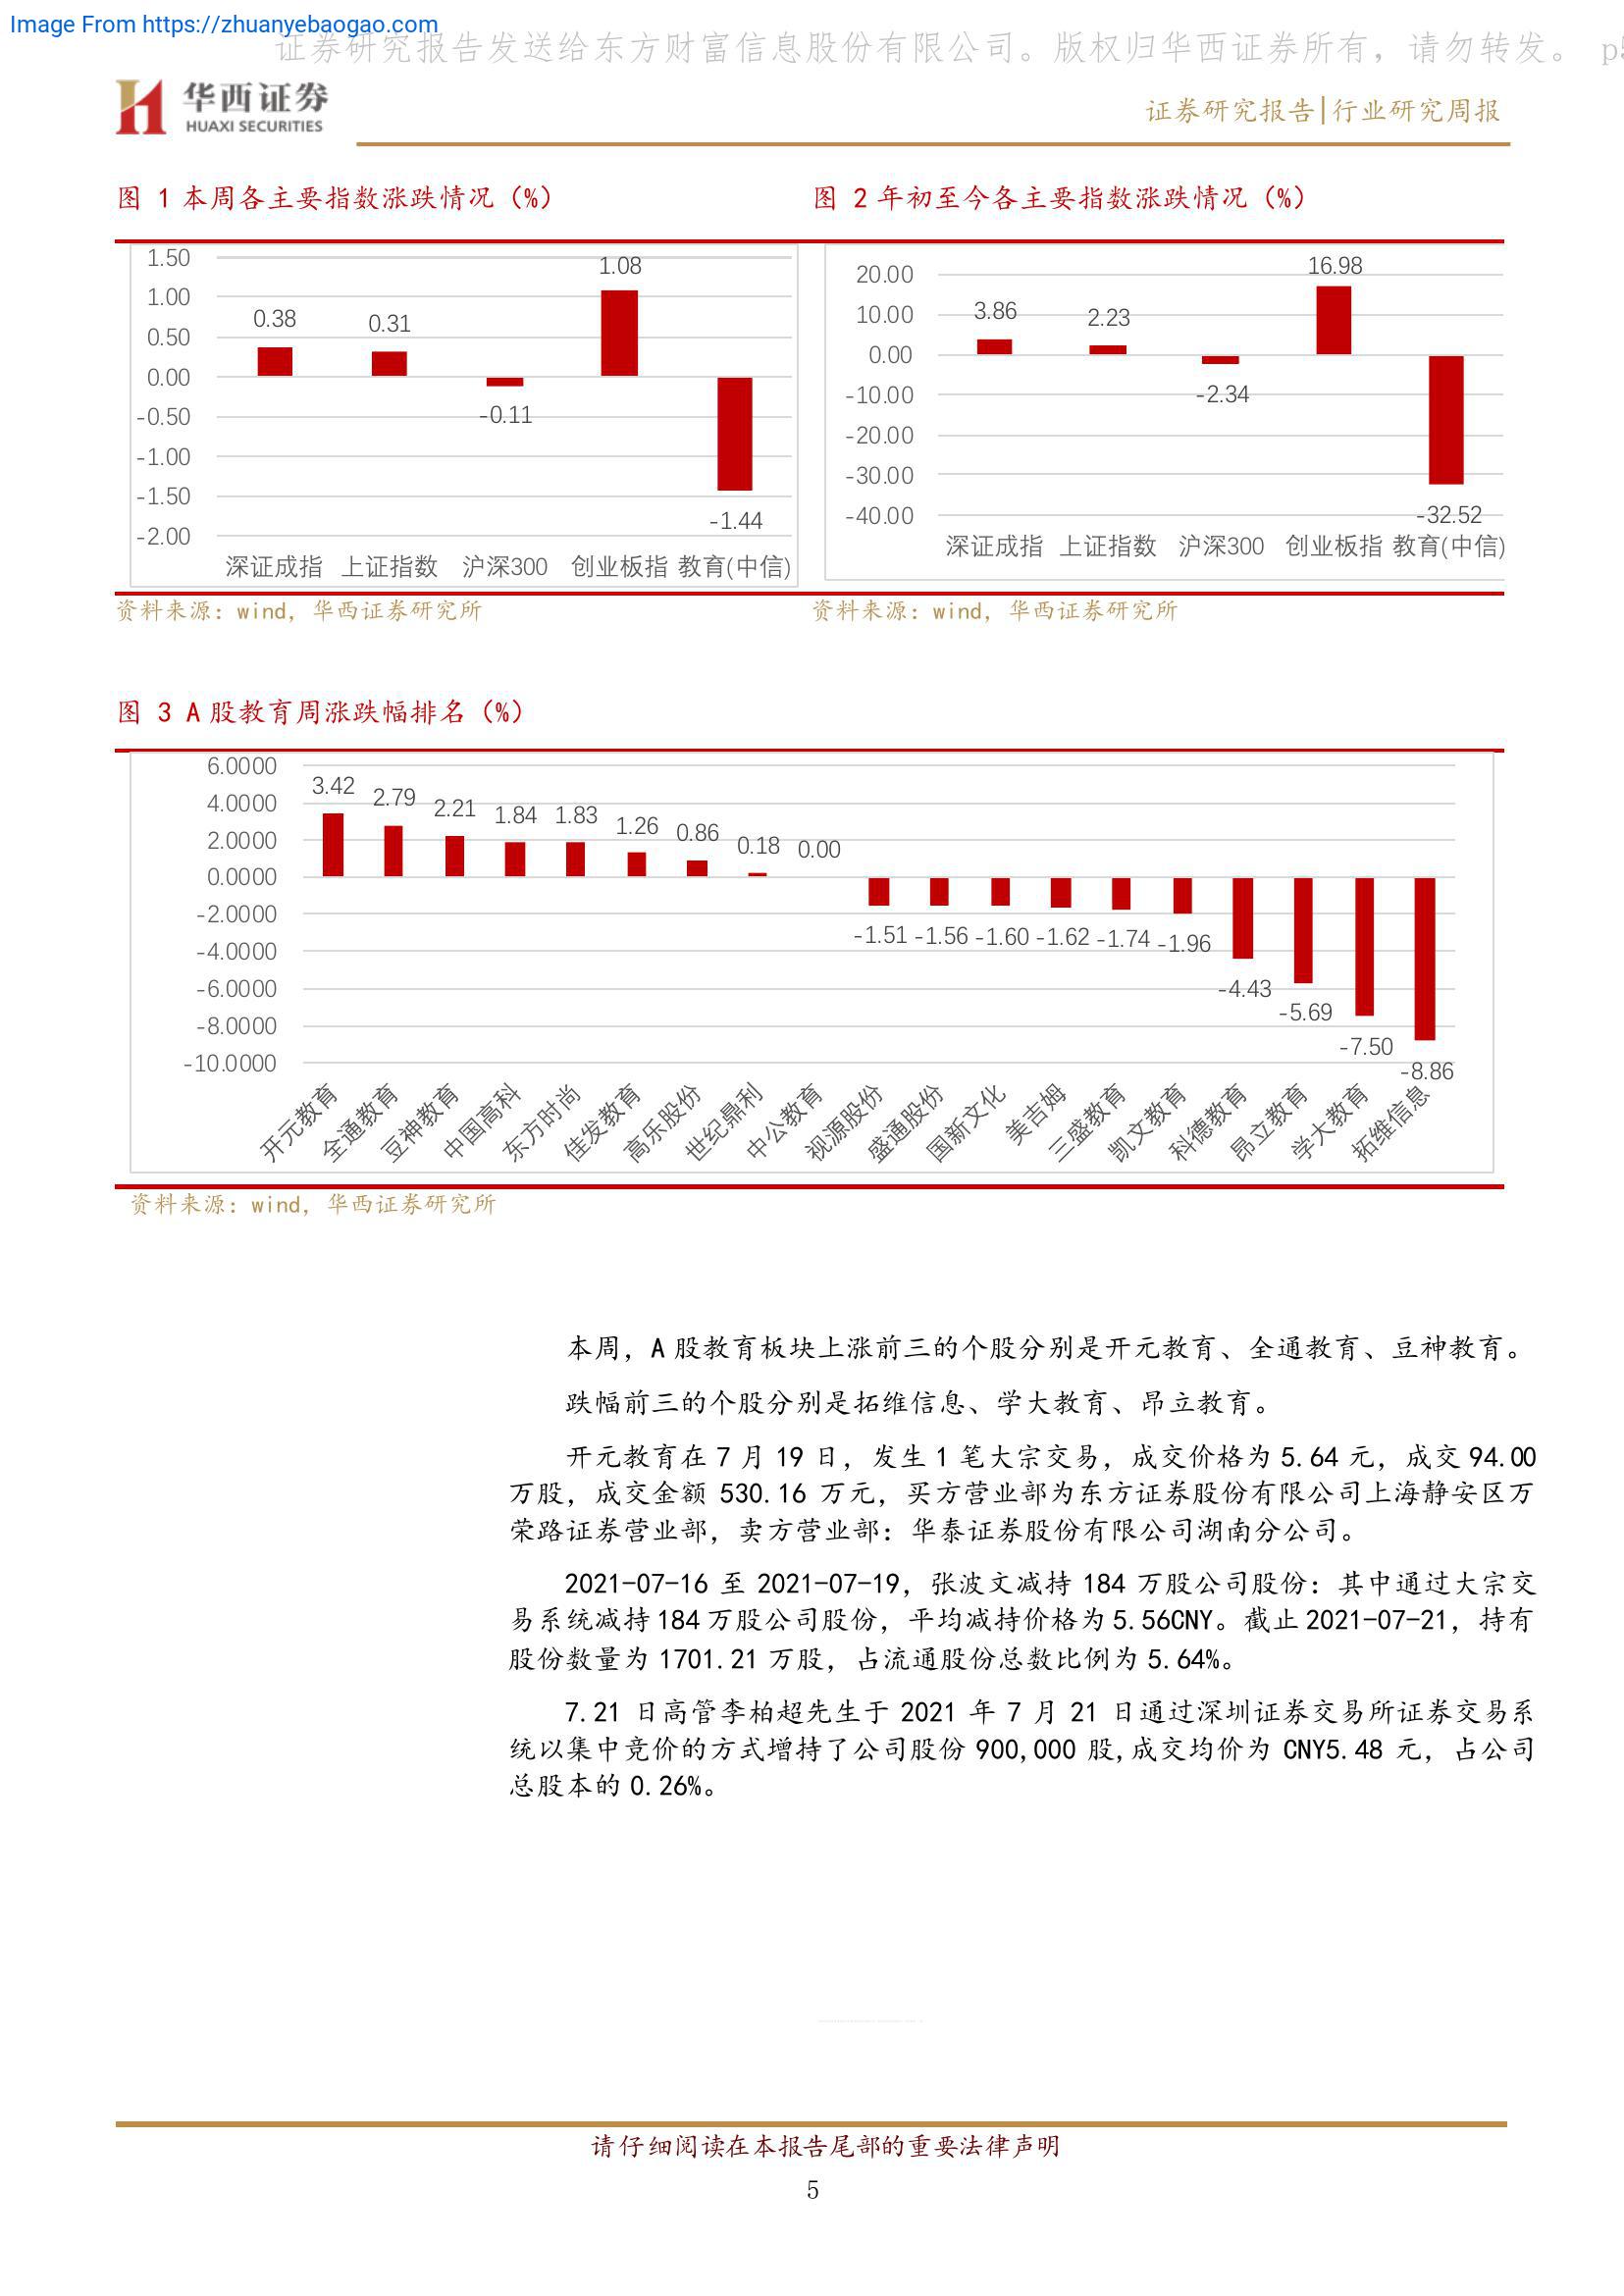 Image From https://zhuanyebaogao.com
证券研究报告发送给东方财富信息股份有限公司。版权归华西证券所有，请勿转发。 p5
华西证券
HUAXI SECURITIES
证券研究报告|行业研究周报
图 1 本周各主要指数涨跌情况（%）
图 2 年初至今各主要指数涨跌情况（%）
1.50
1.00
0.50
0.00
-0.50
-1.00
-1.50
-2.00
0.38
0.31
-0.11
1.08
-1.44
深证成指 上证指数 沪深300 创业板指 教育(中信)
20.00
10.00
0.00
-10.00
-20.00
-30.00
-40.00
3.86
2.23
-2.34
16.98
-32.52
深证成指 上证指数 沪深300 创业板指 教育(中信)
资料来源：wind，华西证券研究所
资料来源：wind，华西证券研究所
图 3 A 股教育周涨跌幅排名（%）
6.0000
4.0000
2.0000
0.0000
-2.0000
-4.0000
-6.0000
-8.0000
-10.0000
3.42 2.79 2.21 1.84 1.83 1.26 0.86 0.18 0.00
-1.51 -1.56 -1.60 -1.62 -1.74 -1.96 -4.43 -5.69 -7.50 -8.86
开元教育 全通教育 豆神教育 中国高科 东方时尚 佳发教育 高乐股份 世纪鼎利 中公教育 视源股份 盛通股份 国新文化 美吉姆 三盛教育 凯文教育 科德教育 昂立教育 学大教育 拓维信息
资料来源：wind，华西证券研究所
本周，A 股教育板块上涨前三的个股分别是开元教育、全通教育、豆神教育。
跌幅前三的个股分别是拓维信息、学大教育、昂立教育。
开元教育在 7 月 19 日，发生 1 笔大宗交易，成交价格为 5.64 元，成交 94.00
万股，成交金额 530.16 万元，买方营业部为东方证券股份有限公司上海静安区万
荣路证券营业部，卖方营业部：华泰证券股份有限公司湖南分公司。
2021-07-16 至 2021-07-19，张波文减持 184 万股公司股份：其中通过大宗交
易系统减持 184 万股公司股份，平均减持价格为 5.56CNY。截止 2021-07-21，持有
股份数量为 1701.21 万股，占流通股份总数比例为 5.64%。
7.21 日高管李柏超先生于 2021 年 7 月 21 日通过深圳证券交易所证券交易系
统以集中竞价的方式增持了公司股份 900,000 股,成交均价为 CNY5.48 元，占公司
总股本的 0.26%。
请仔细阅读在本报告尾部的重要法律声明
5